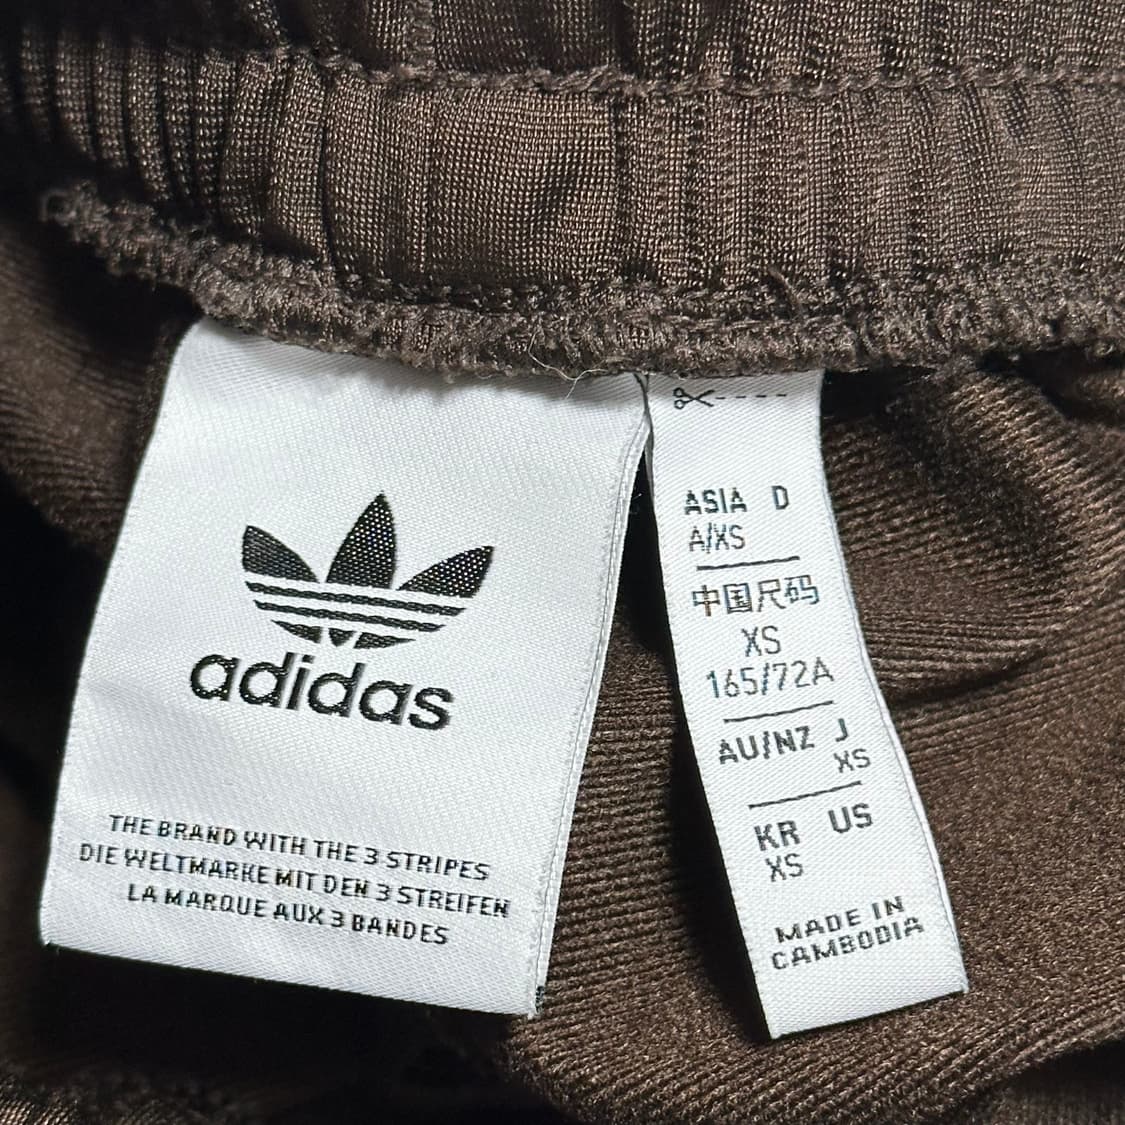 adidas
THE BRAND WITH THE 3 STRIPES
DIE WELTMARKE MIT DEN 3 STREIFEN
LA MARQUE AUX 3 BANDES
ASIA D
A/XS
中国尺码
XS
165/72A
AU/NZ J
XS
KR US
XS
MADE IN
CAMBODIA